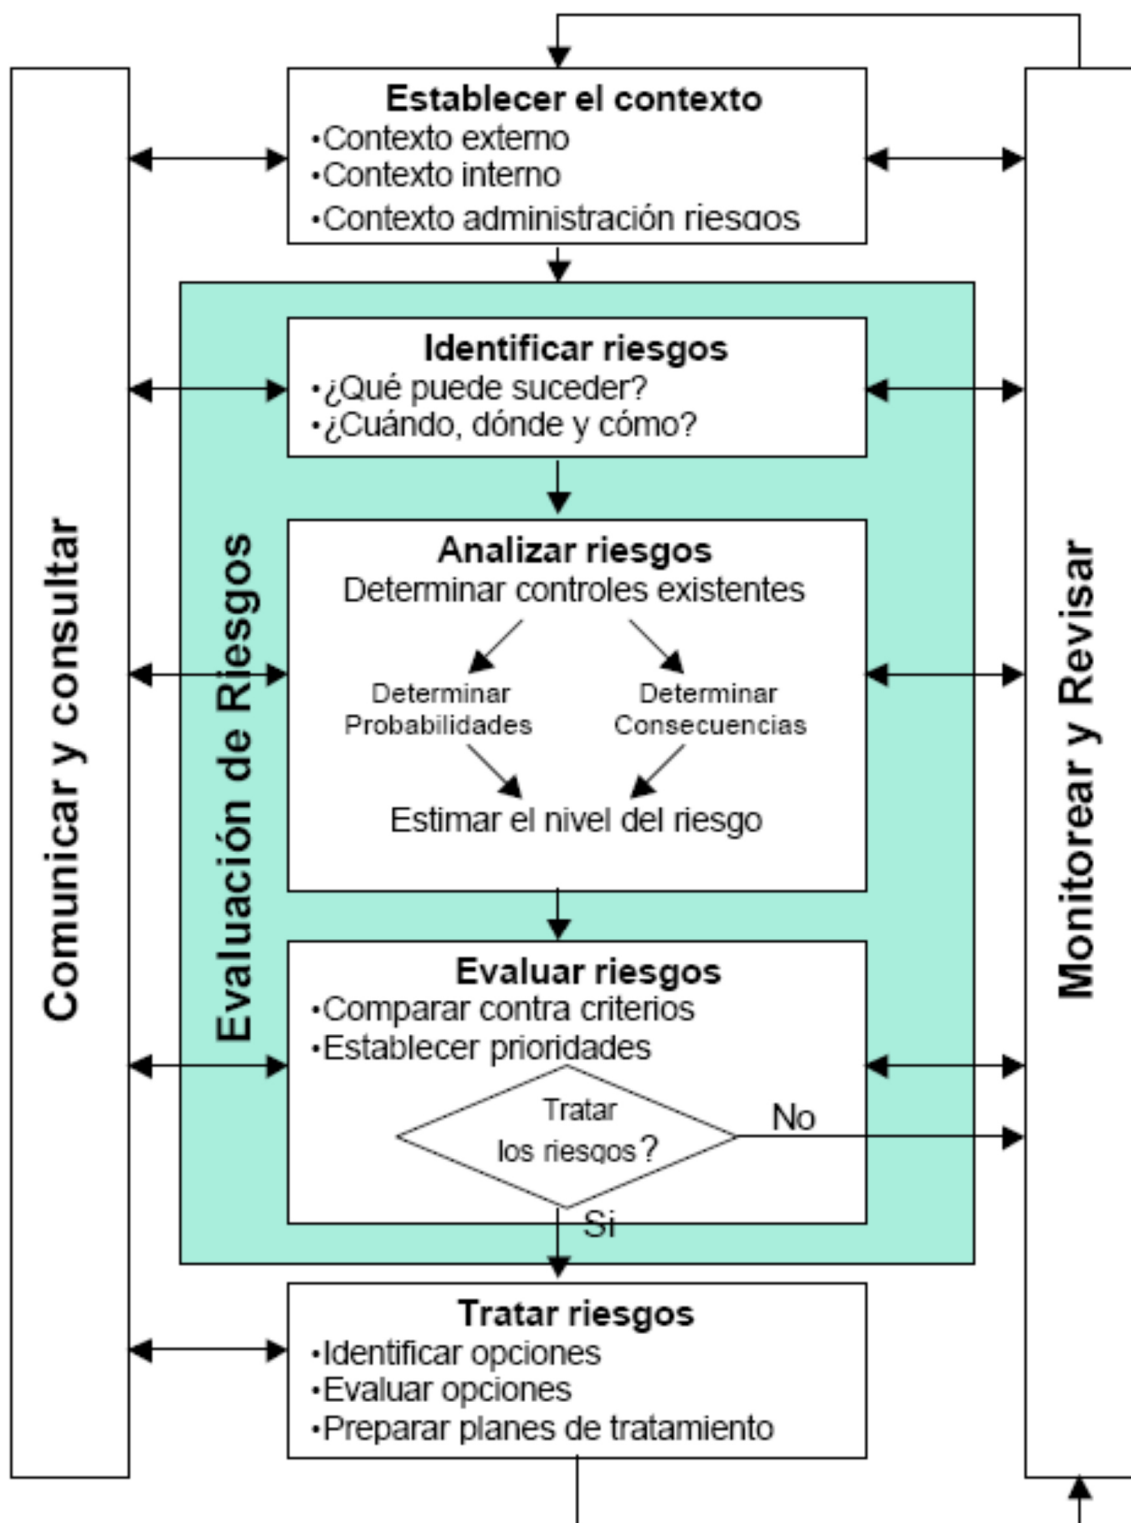 Establecer el contexto
•Contexto externo
•Contexto interno
•Contexto administración riesgos
Identificar riesgos
•¿Qué puede suceder?
•¿Cuándo, dónde y cómo?
Analizar riesgos
Determinar controles existentes
Determinar
Probabilidades
Determinar
Consecuencias
Estimar el nivel del riesgo
Evaluar riesgos
•Comparar contra criterios
•Establecer prioridades
Tratar
los riesgos?
No
Si
Tratar riesgos
•Identificar opciones
•Evaluar opciones
•Preparar planes de tratamiento
Comunicar y consultar
Evaluación de Riesgos
Monitorear y Revisar